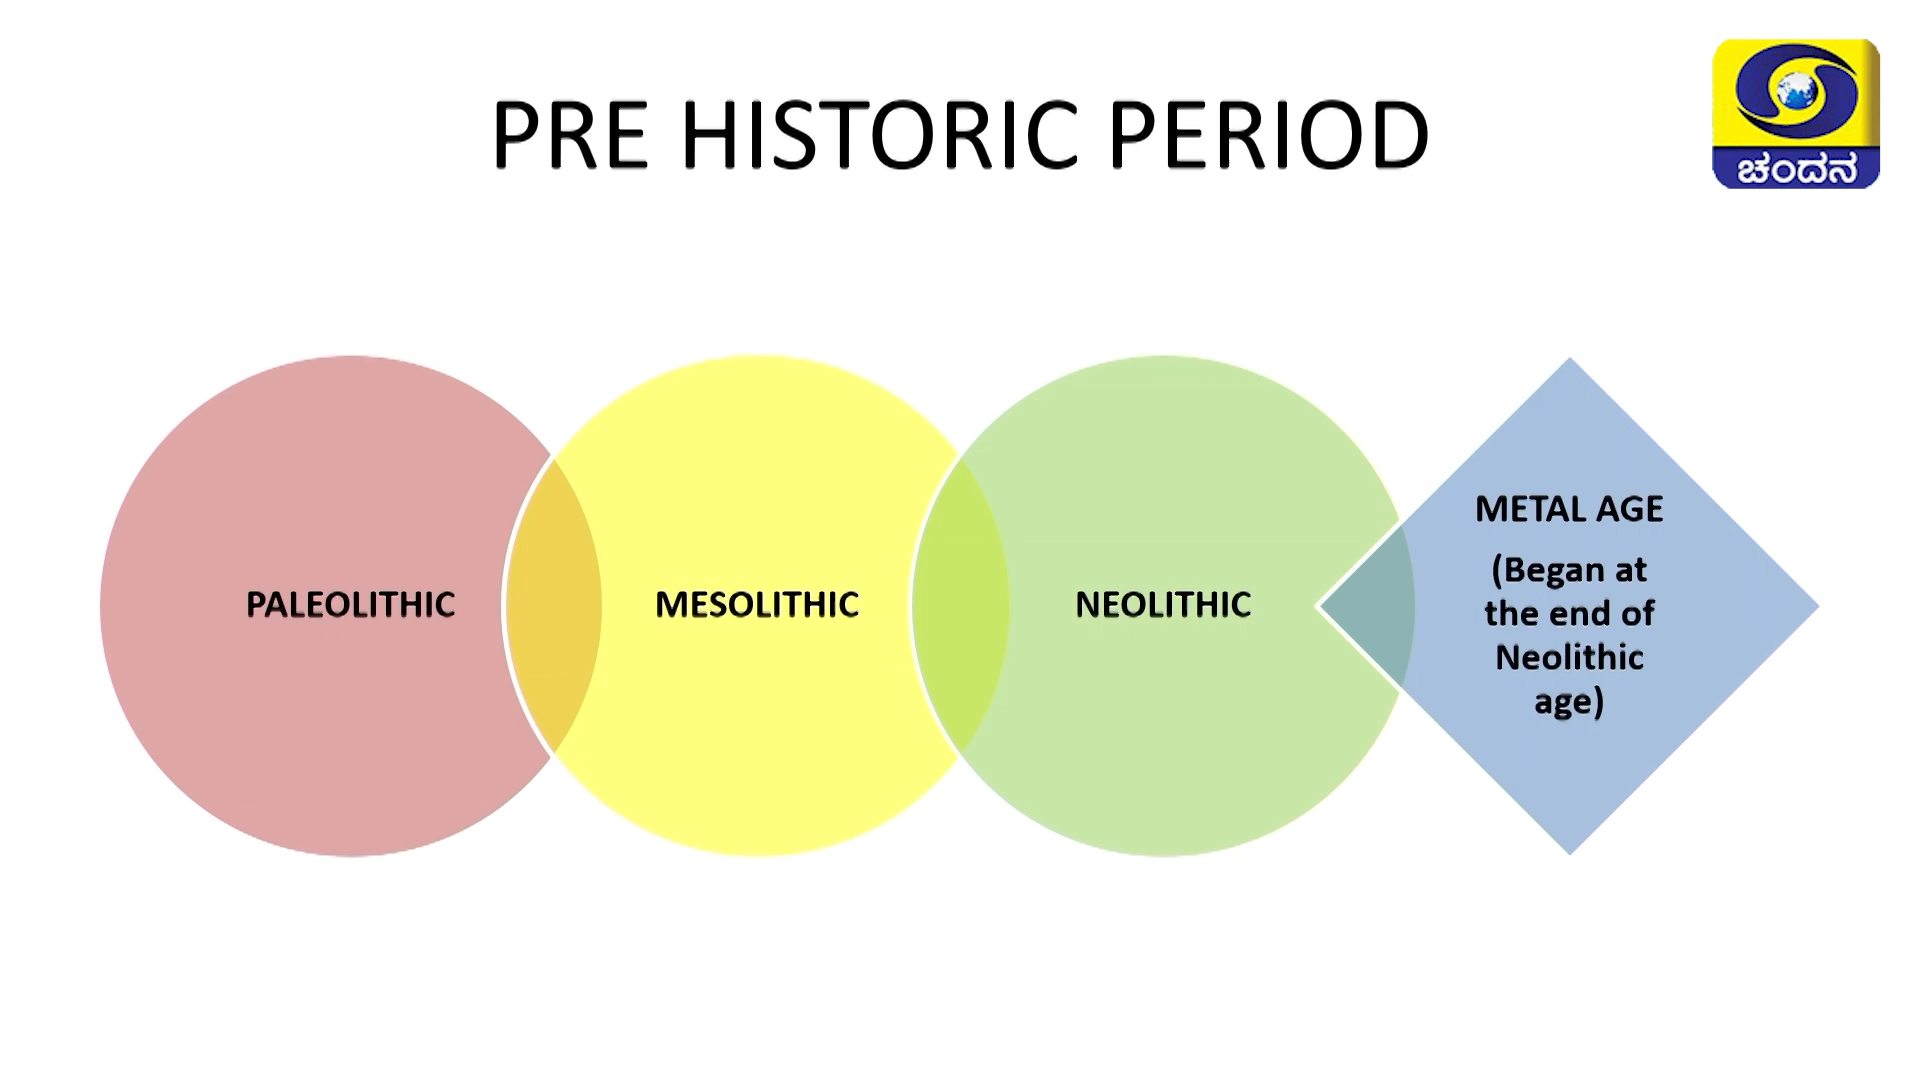 PRE HISTORIC PERIOD
ಚಂದನ
PALEOLITHIC
MESOLITHIC
NEOLITHIC
METAL AGE
(Began at
the end of
Neolithic
age)